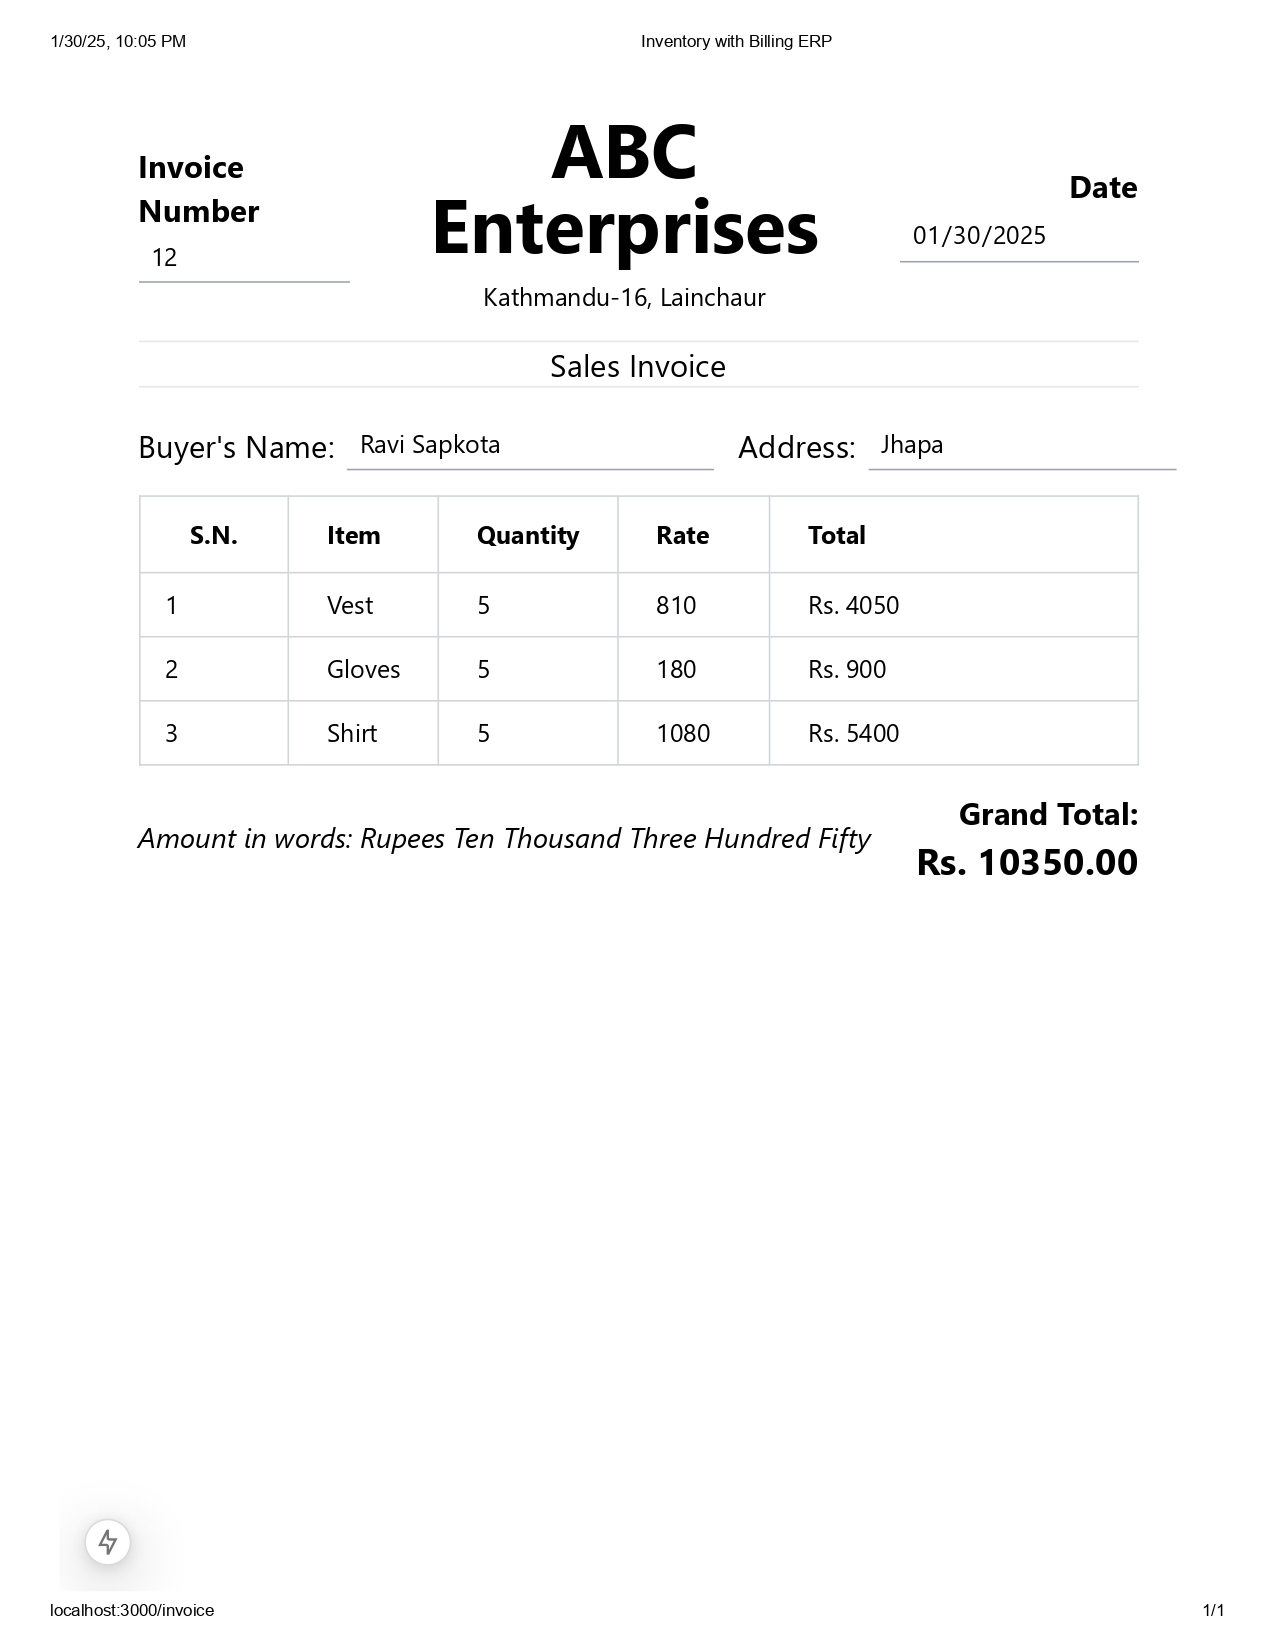 1/30/25, 10:05 PM Inventory with Billing ERP
Invoice
Number
12
ABC
Enterprises
Kathmandu-16, Lainchaur
Date
01/30/2025
Sales Invoice
Buyer's Name: Ravi Sapkota Address: Jhapa
S.N. Item Quantity Rate Total
1 Vest 5 810 Rs. 4050
2 Gloves 5 180 Rs. 900
3 Shirt 5 1080 Rs. 5400
Amount in words: Rupees Ten Thousand Three Hundred Fifty
Grand Total:
Rs. 10350.00
localhost:3000/invoice 1/1